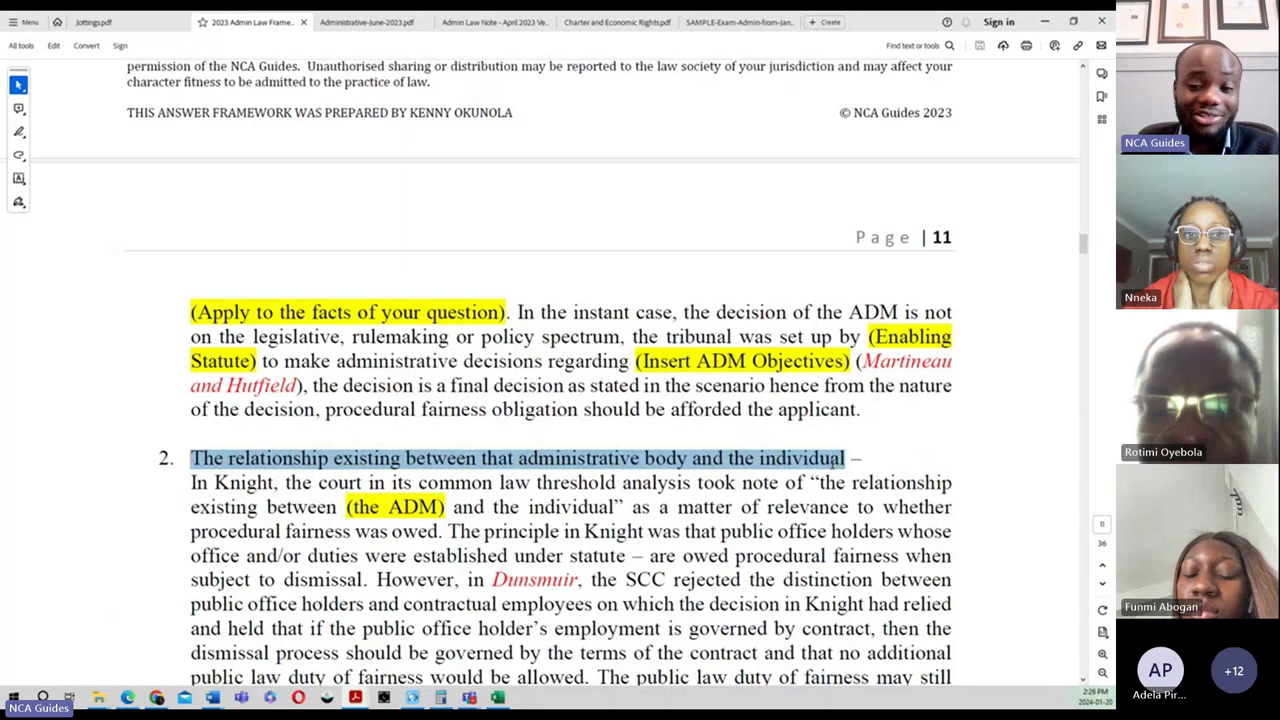 Menu
Jottings.pdf
2023 Admin Law Frame...
Administrative-June-2023.pdf
Admin Law Note - April 2023 Ve...
Charter and Economic Rights.pdf
SAMPLE-Exam-Admin-from-Jan...
Create
Sign in
All tools
Edit
Convert
Sign
Find text or tools
permission of the NCA Guides. Unauthorised sharing or distribution may be reported to the law society of your jurisdiction and may affect your
character fitness to be admitted to the practice of law.
THIS ANSWER FRAMEWORK WAS PREPARED BY KENNY OKUNOLA
© NCA Guides 2023
Page | 11
(Apply to the facts of your question). In the instant case, the decision of the ADM is not
on the legislative, rulemaking or policy spectrum, the tribunal was set up by (Enabling
Statute) to make administrative decisions regarding (Insert ADM Objectives) (Martineau
and Hutfield), the decision is a final decision as stated in the scenario hence from the nature
of the decision, procedural fairness obligation should be afforded the applicant.
2. The relationship existing between that administrative body and the individual –
In Knight, the court in its common law threshold analysis took note of “the relationship
existing between (the ADM) and the individual” as a matter of relevance to whether
procedural fairness was owed. The principle in Knight was that public office holders whose
office and/or duties were established under statute – are owed procedural fairness when
subject to dismissal. However, in Dunsmuir, the SCC rejected the distinction between
public office holders and contractual employees on which the decision in Knight had relied
and held that if the public office holder’s employment is governed by contract, then the
dismissal process should be governed by the terms of the contract and that no additional
public law duty of fairness would be allowed. The public law duty of fairness may still
11
36
2:26 PM
2024-01-20
NCA Guides
NCA Guides
Nneka
Rotimi Oyebola
Funmi Abogan
AP
Adela Pir...
+12